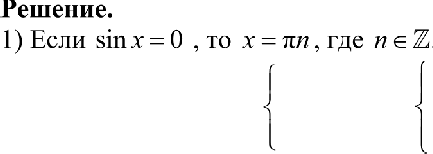 Решение.
1) Если sin x = 0 , то x = πn, где n ∈ ℤ.
{ {